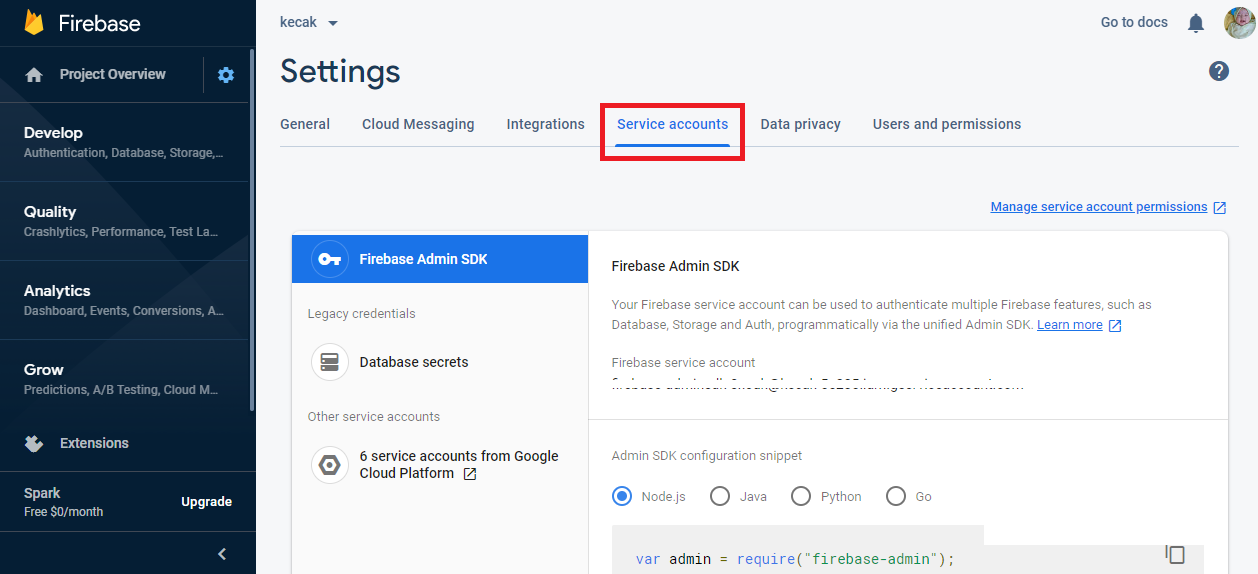 Firebase
Project Overview
Develop
Authentication, Database, Storage,...
Quality
Crashlytics, Performance, Test La...
Analytics
Dashboard, Events, Conversions, A...
Grow
Predictions, A/B Testing, Cloud M...
Extensions
Spark
Free $0/month
Upgrade
kecak
Go to docs
Settings
General Cloud Messaging Integrations Service accounts Data privacy Users and permissions
Manage service account permissions
Firebase Admin SDK
Legacy credentials
Database secrets
Other service accounts
6 service accounts from Google
Cloud Platform
Firebase Admin SDK
Your Firebase service account can be used to authenticate multiple Firebase features, such as
Database, Storage and Auth, programmatically via the unified Admin SDK. Learn more
Firebase service account
Admin SDK configuration snippet
Node.js Java Python Go
var admin = require("firebase-admin");